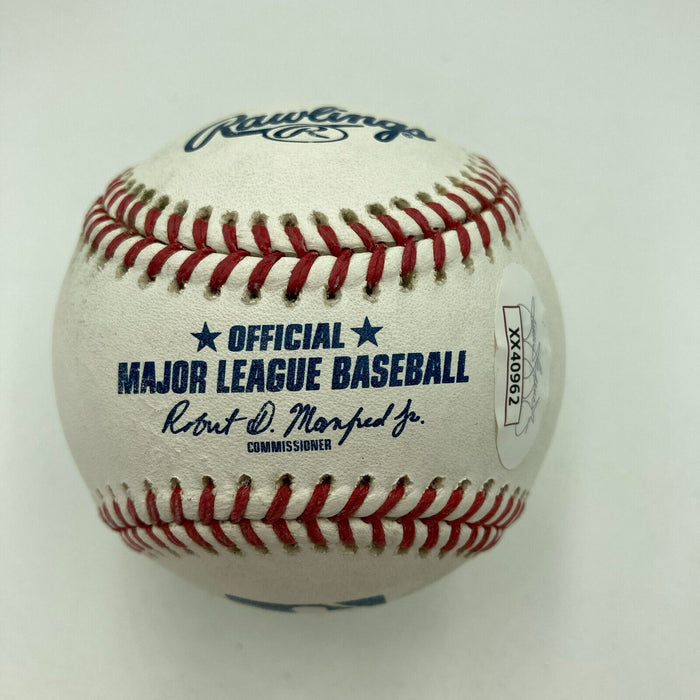 Rawlings
R
OFFICIAL
MAJOR LEAGUE BASEBALL
Robert D. Manfred Jr.
COMMISSIONER
XX40962